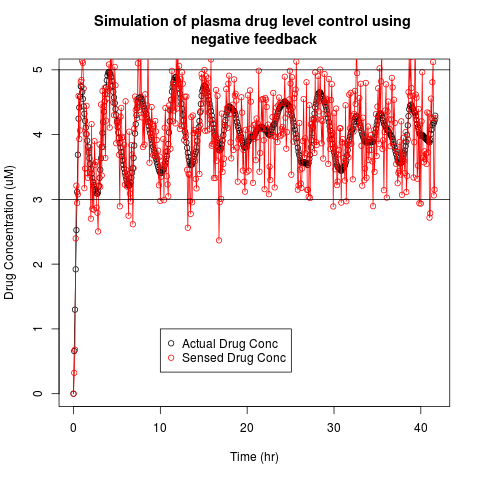 Simulation of plasma drug level control using
negative feedback
Drug Concentration (uM)
5
4
3
2
1
0
Actual Drug Conc
Sensed Drug Conc
0
10
20
30
40
Time (hr)